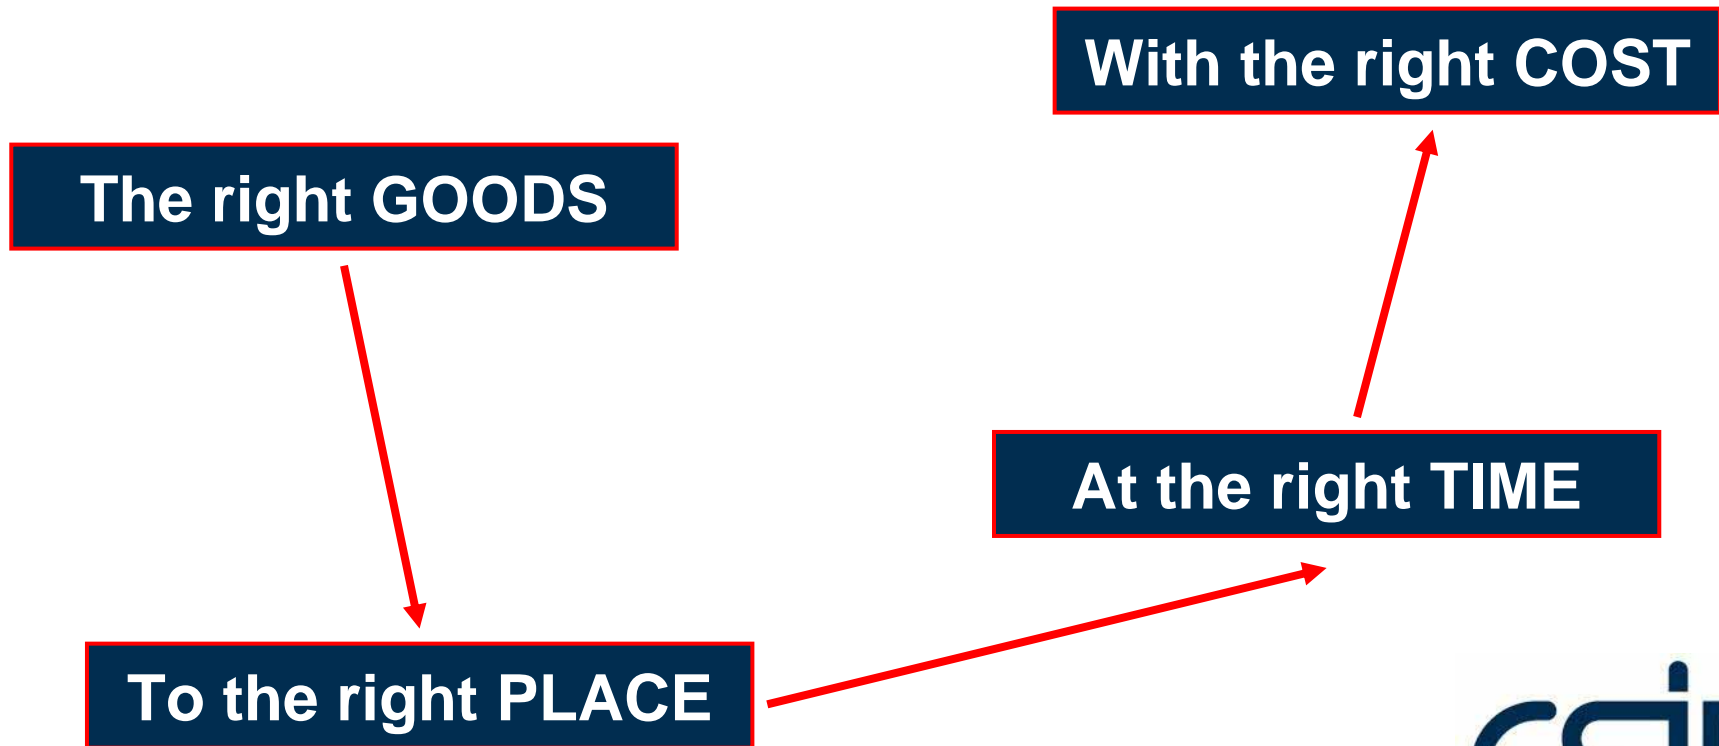 The right GOODS
To the right PLACE
At the right TIME
With the right COST